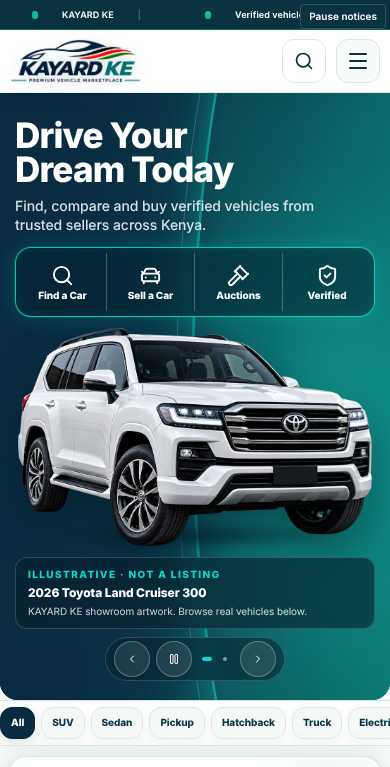 KAYARD KE
Verified vehicle
Pause notices
KAYARD KE
PREMIUM VEHICLE MARKETPLACE
Drive Your
Dream Today
Find, compare and buy verified vehicles from
trusted sellers across Kenya.
Find a Car
Sell a Car
Auctions
Verified
ILLUSTRATIVE · NOT A LISTING
2026 Toyota Land Cruiser 300
KAYARD KE showroom artwork. Browse real vehicles below.
All
SUV
Sedan
Pickup
Hatchback
Truck
Electri